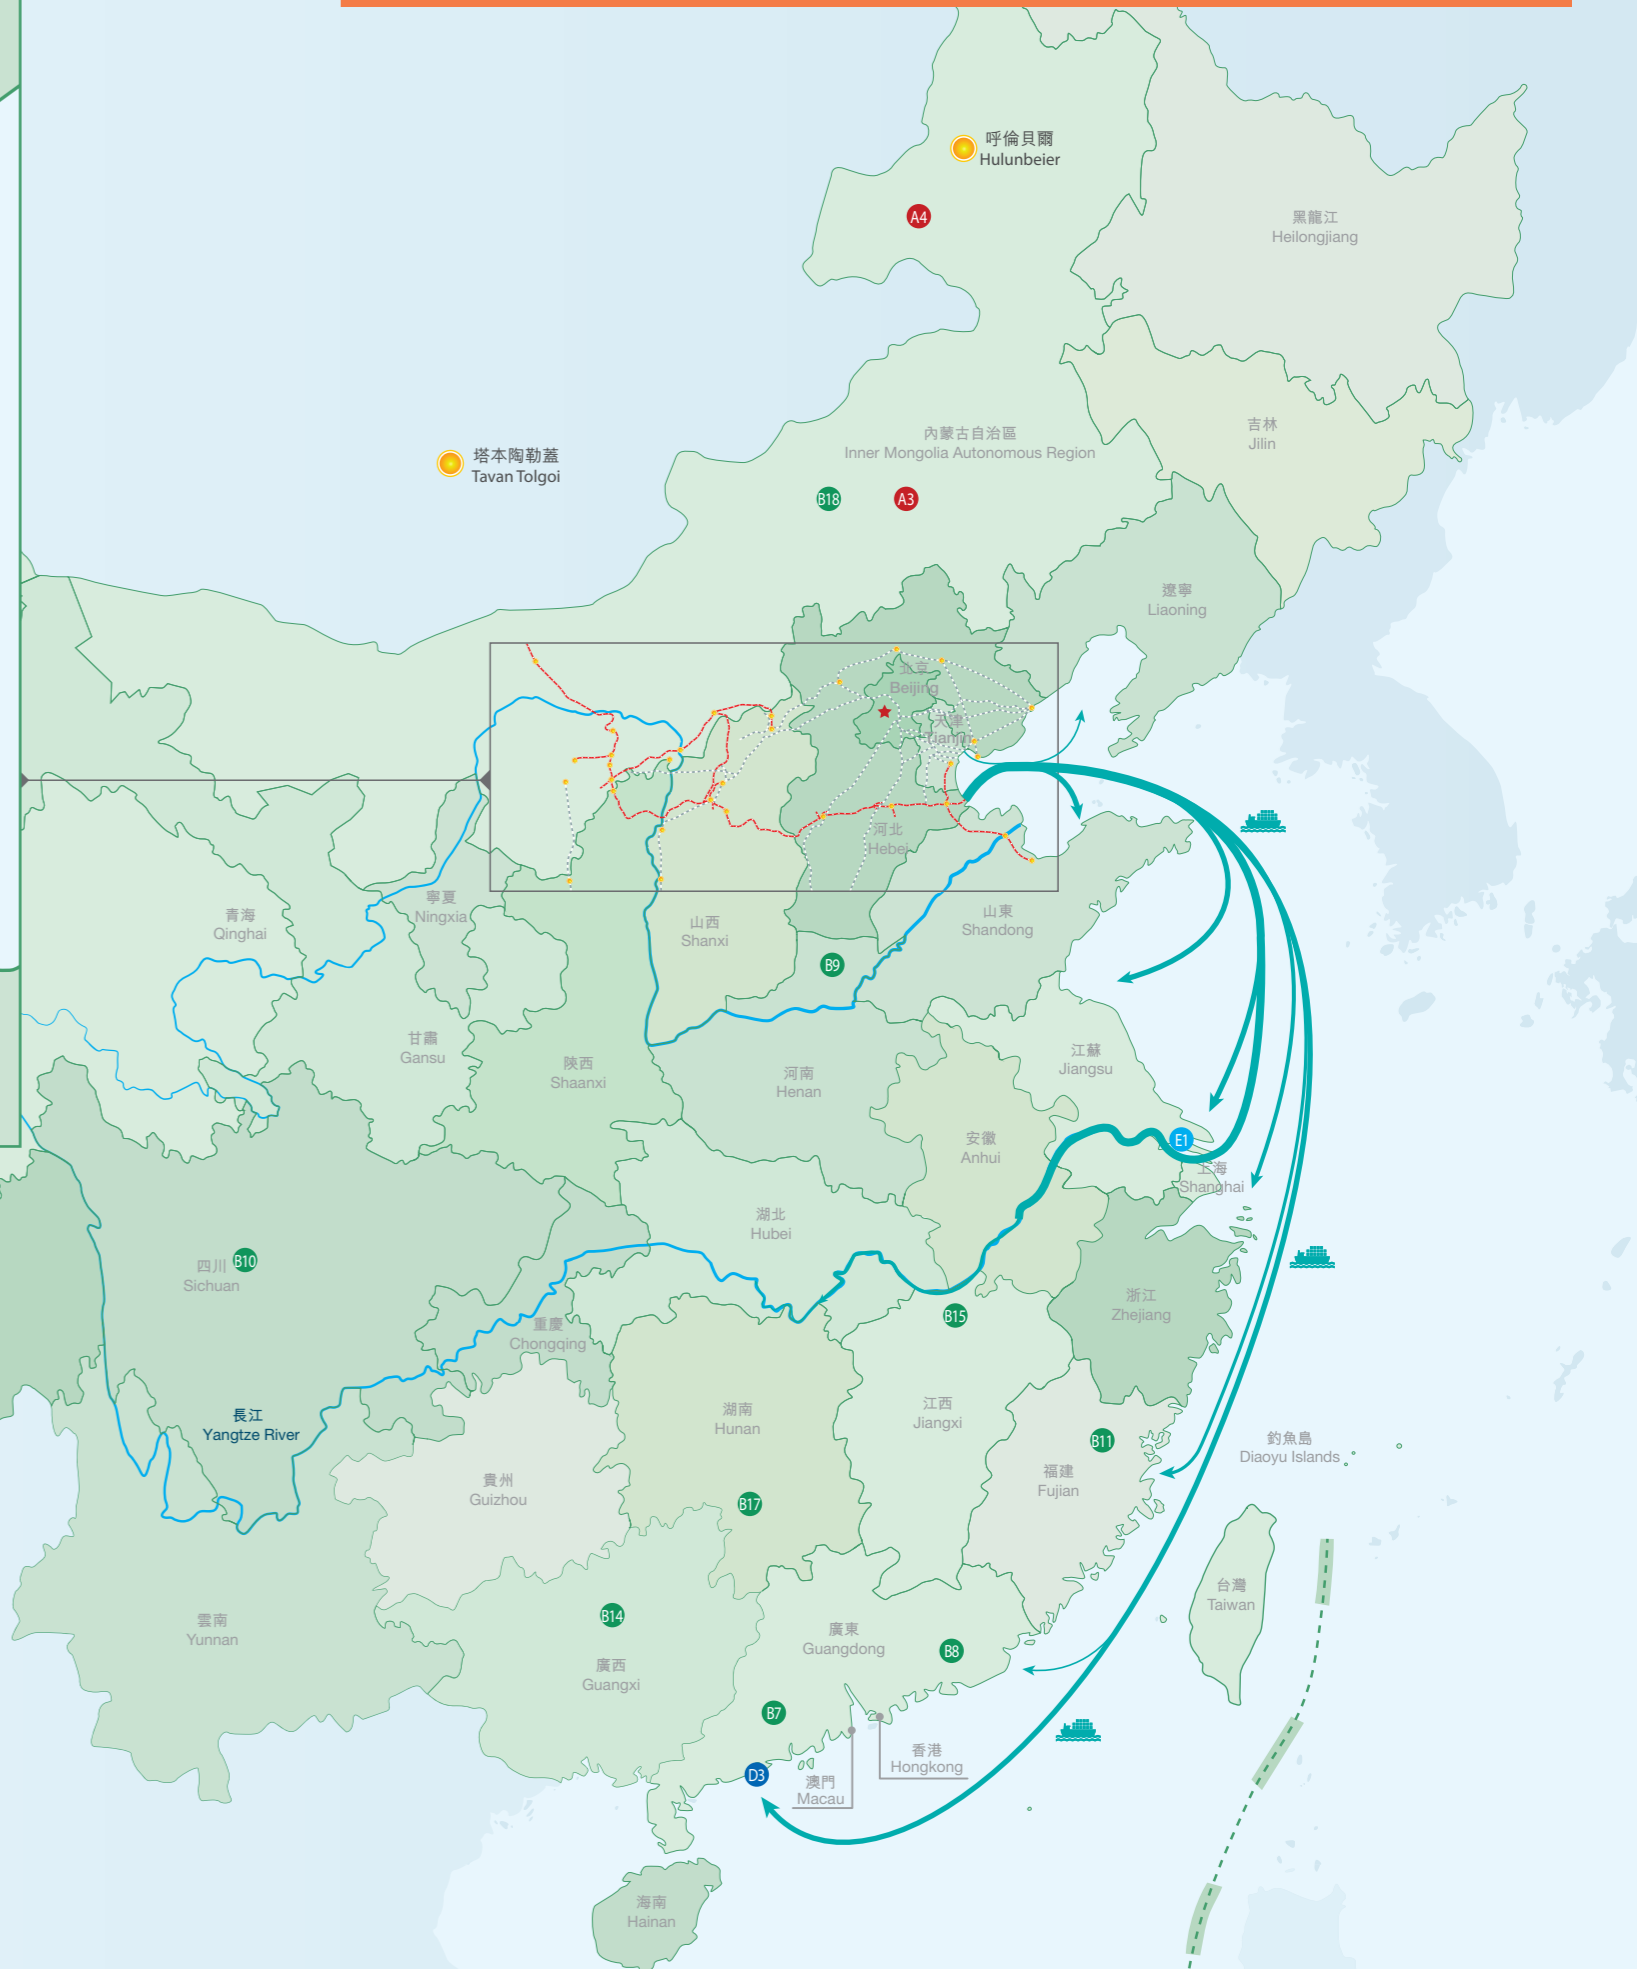 呼倫貝爾
Hulunbeier
A4
黑龍江
Heilongjiang
吉林
Jilin
內蒙古自治區
Inner Mongolia Autonomous Region
塔本陶勒蓋
Tavan Tolgoi
B18
A3
遼寧
Liaoning
北京
Beijing
天津
Tianjin
河北
Hebei
寧夏
Ningxia
青海
Qinghai
山西
Shanxi
山東
Shandong
B9
甘肅
Gansu
陝西
Shaanxi
河南
Henan
江蘇
Jiangsu
安徽
Anhui
E1
上海
Shanghai
湖北
Hubei
四川
Sichuan
B10
重慶
Chongqing
B15
浙江
Zhejiang
長江
Yangtze River
湖南
Hunan
江西
Jiangxi
B11
釣魚島
Diaoyu Islands
貴州
Guizhou
福建
Fujian
B17
台灣
Taiwan
雲南
Yunnan
B14
廣西
Guangxi
廣東
Guangdong
B8
B7
香港
Hongkong
D3
澳門
Macau
海南
Hainan